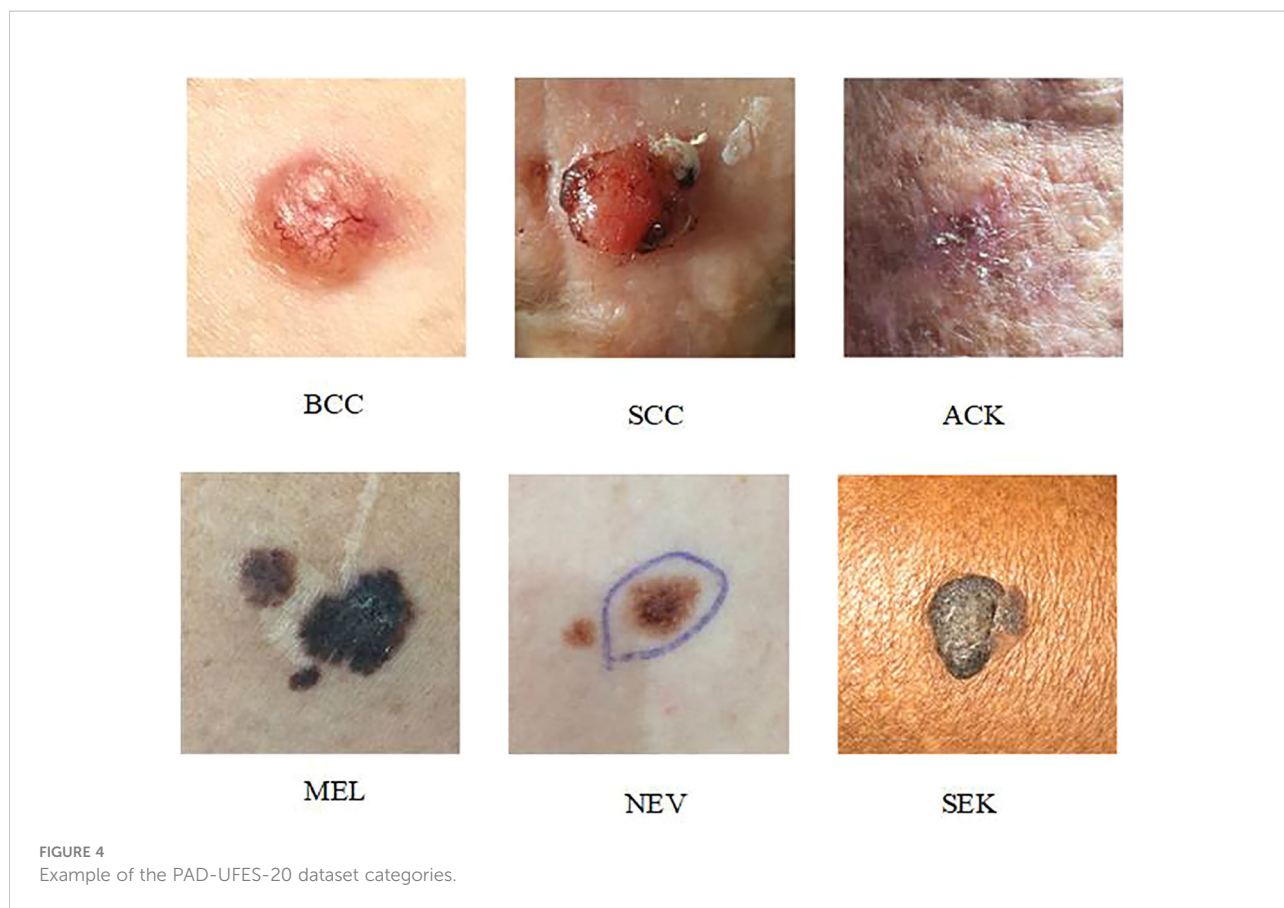 BCC
SCC
ACK
MEL
NEV
SEK
FIGURE 4
Example of the PAD-UFES-20 dataset categories.